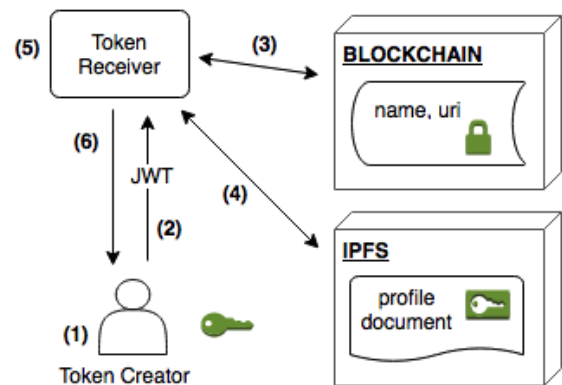 (5)
Token
Receiver
(3)
BLOCKCHAIN
name, uri
(6)
JWT
(4)
(2)
IPFS
profile
document
(1)
Token Creator